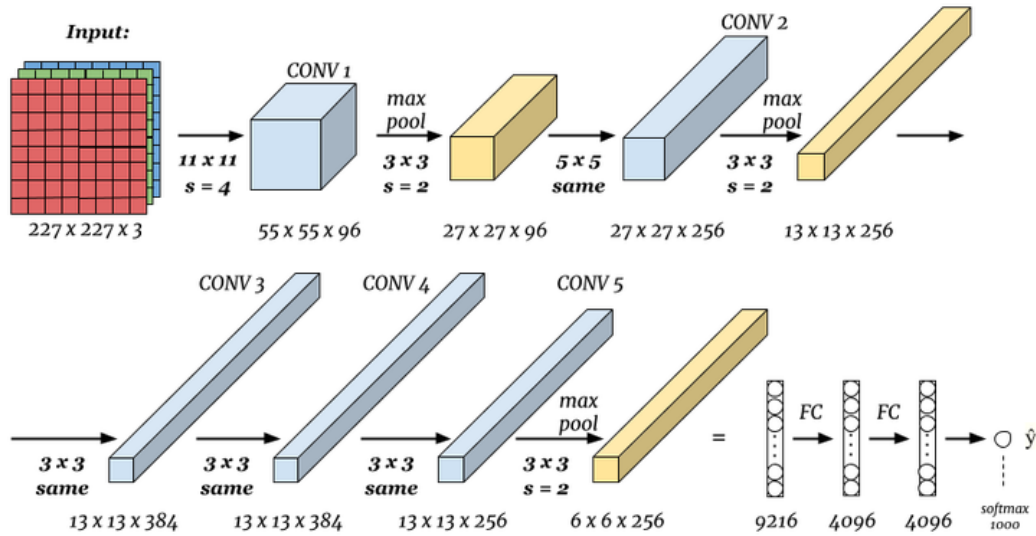 Input:
CONV 1
CONV 2
max
pool
max
pool
11 x 11
s = 4
3 x 3
s = 2
5 x 5
same
3 x 3
s = 2
227 x 227 x 3
55 x 55 x 96
27 x 27 x 96
27 x 27 x 256
13 x 13 x 256
CONV 3
CONV 4
CONV 5
max
pool
=
FC
FC
ŷ
3 x 3
same
3 x 3
same
3 x 3
same
3 x 3
s = 2
13 x 13 x 384
13 x 13 x 384
13 x 13 x 256
6 x 6 x 256
9216
4096
4096
softmax
1000